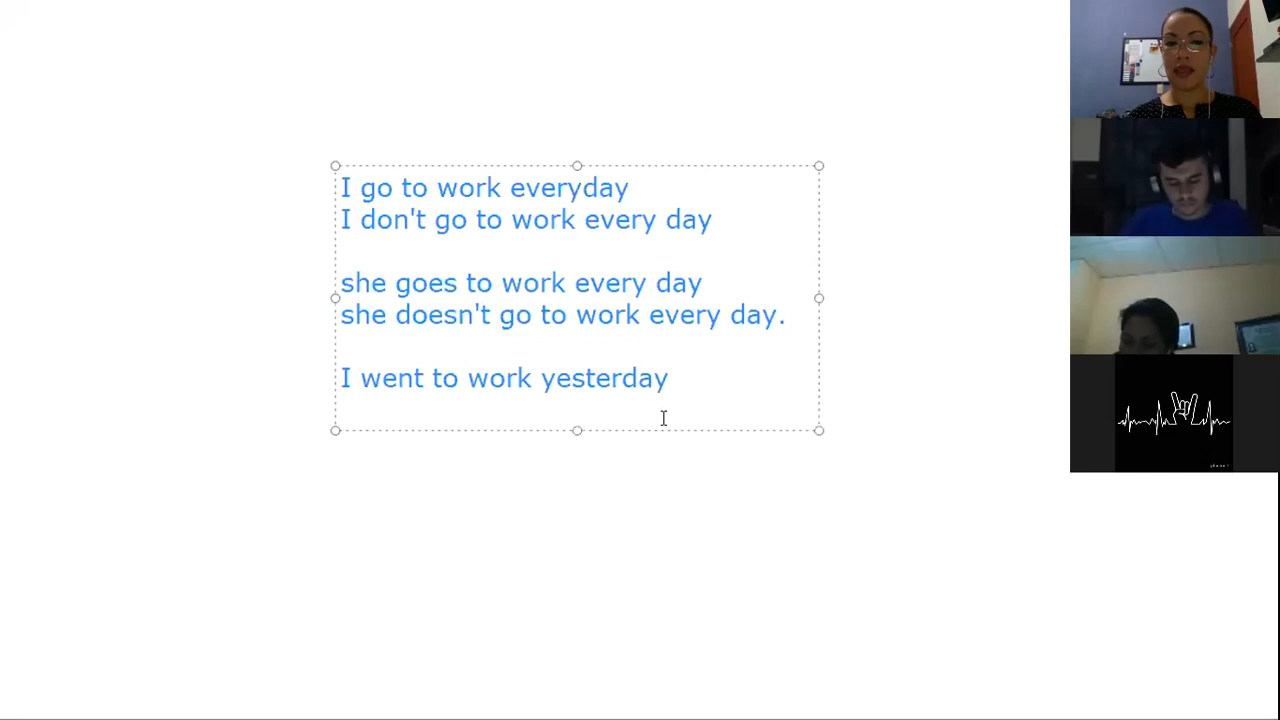 I go to work everyday
I don't go to work every day
she goes to work every day
she doesn't go to work every day.
I went to work yesterday